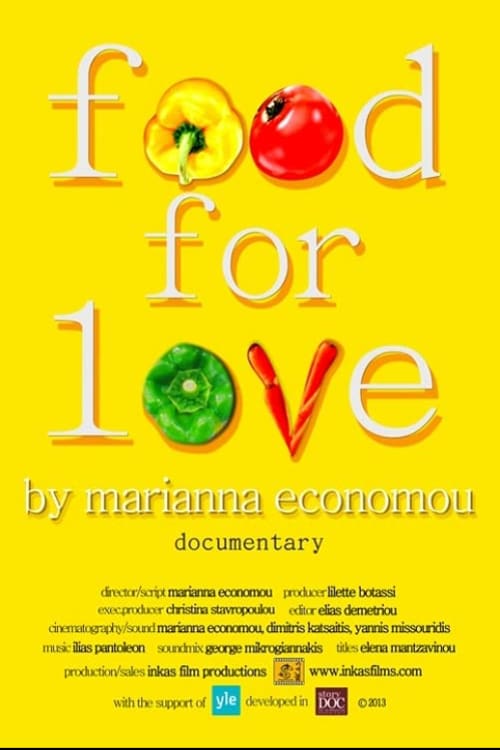 food
for
love
by marianna economou
documentary
director/script marianna economou producer lilette botassi
exec.producer christina stavropoulou editor elias demetriou
cinematography/sound marianna economou, dimitris katsaitis, yannis missouridis
music ilias pantoleon soundmix george mikrogiannakis titles elena mantzavinou
production/sales inkas film productions www.inkasfilms.com
with the support of yle developed in story DOC © 2013